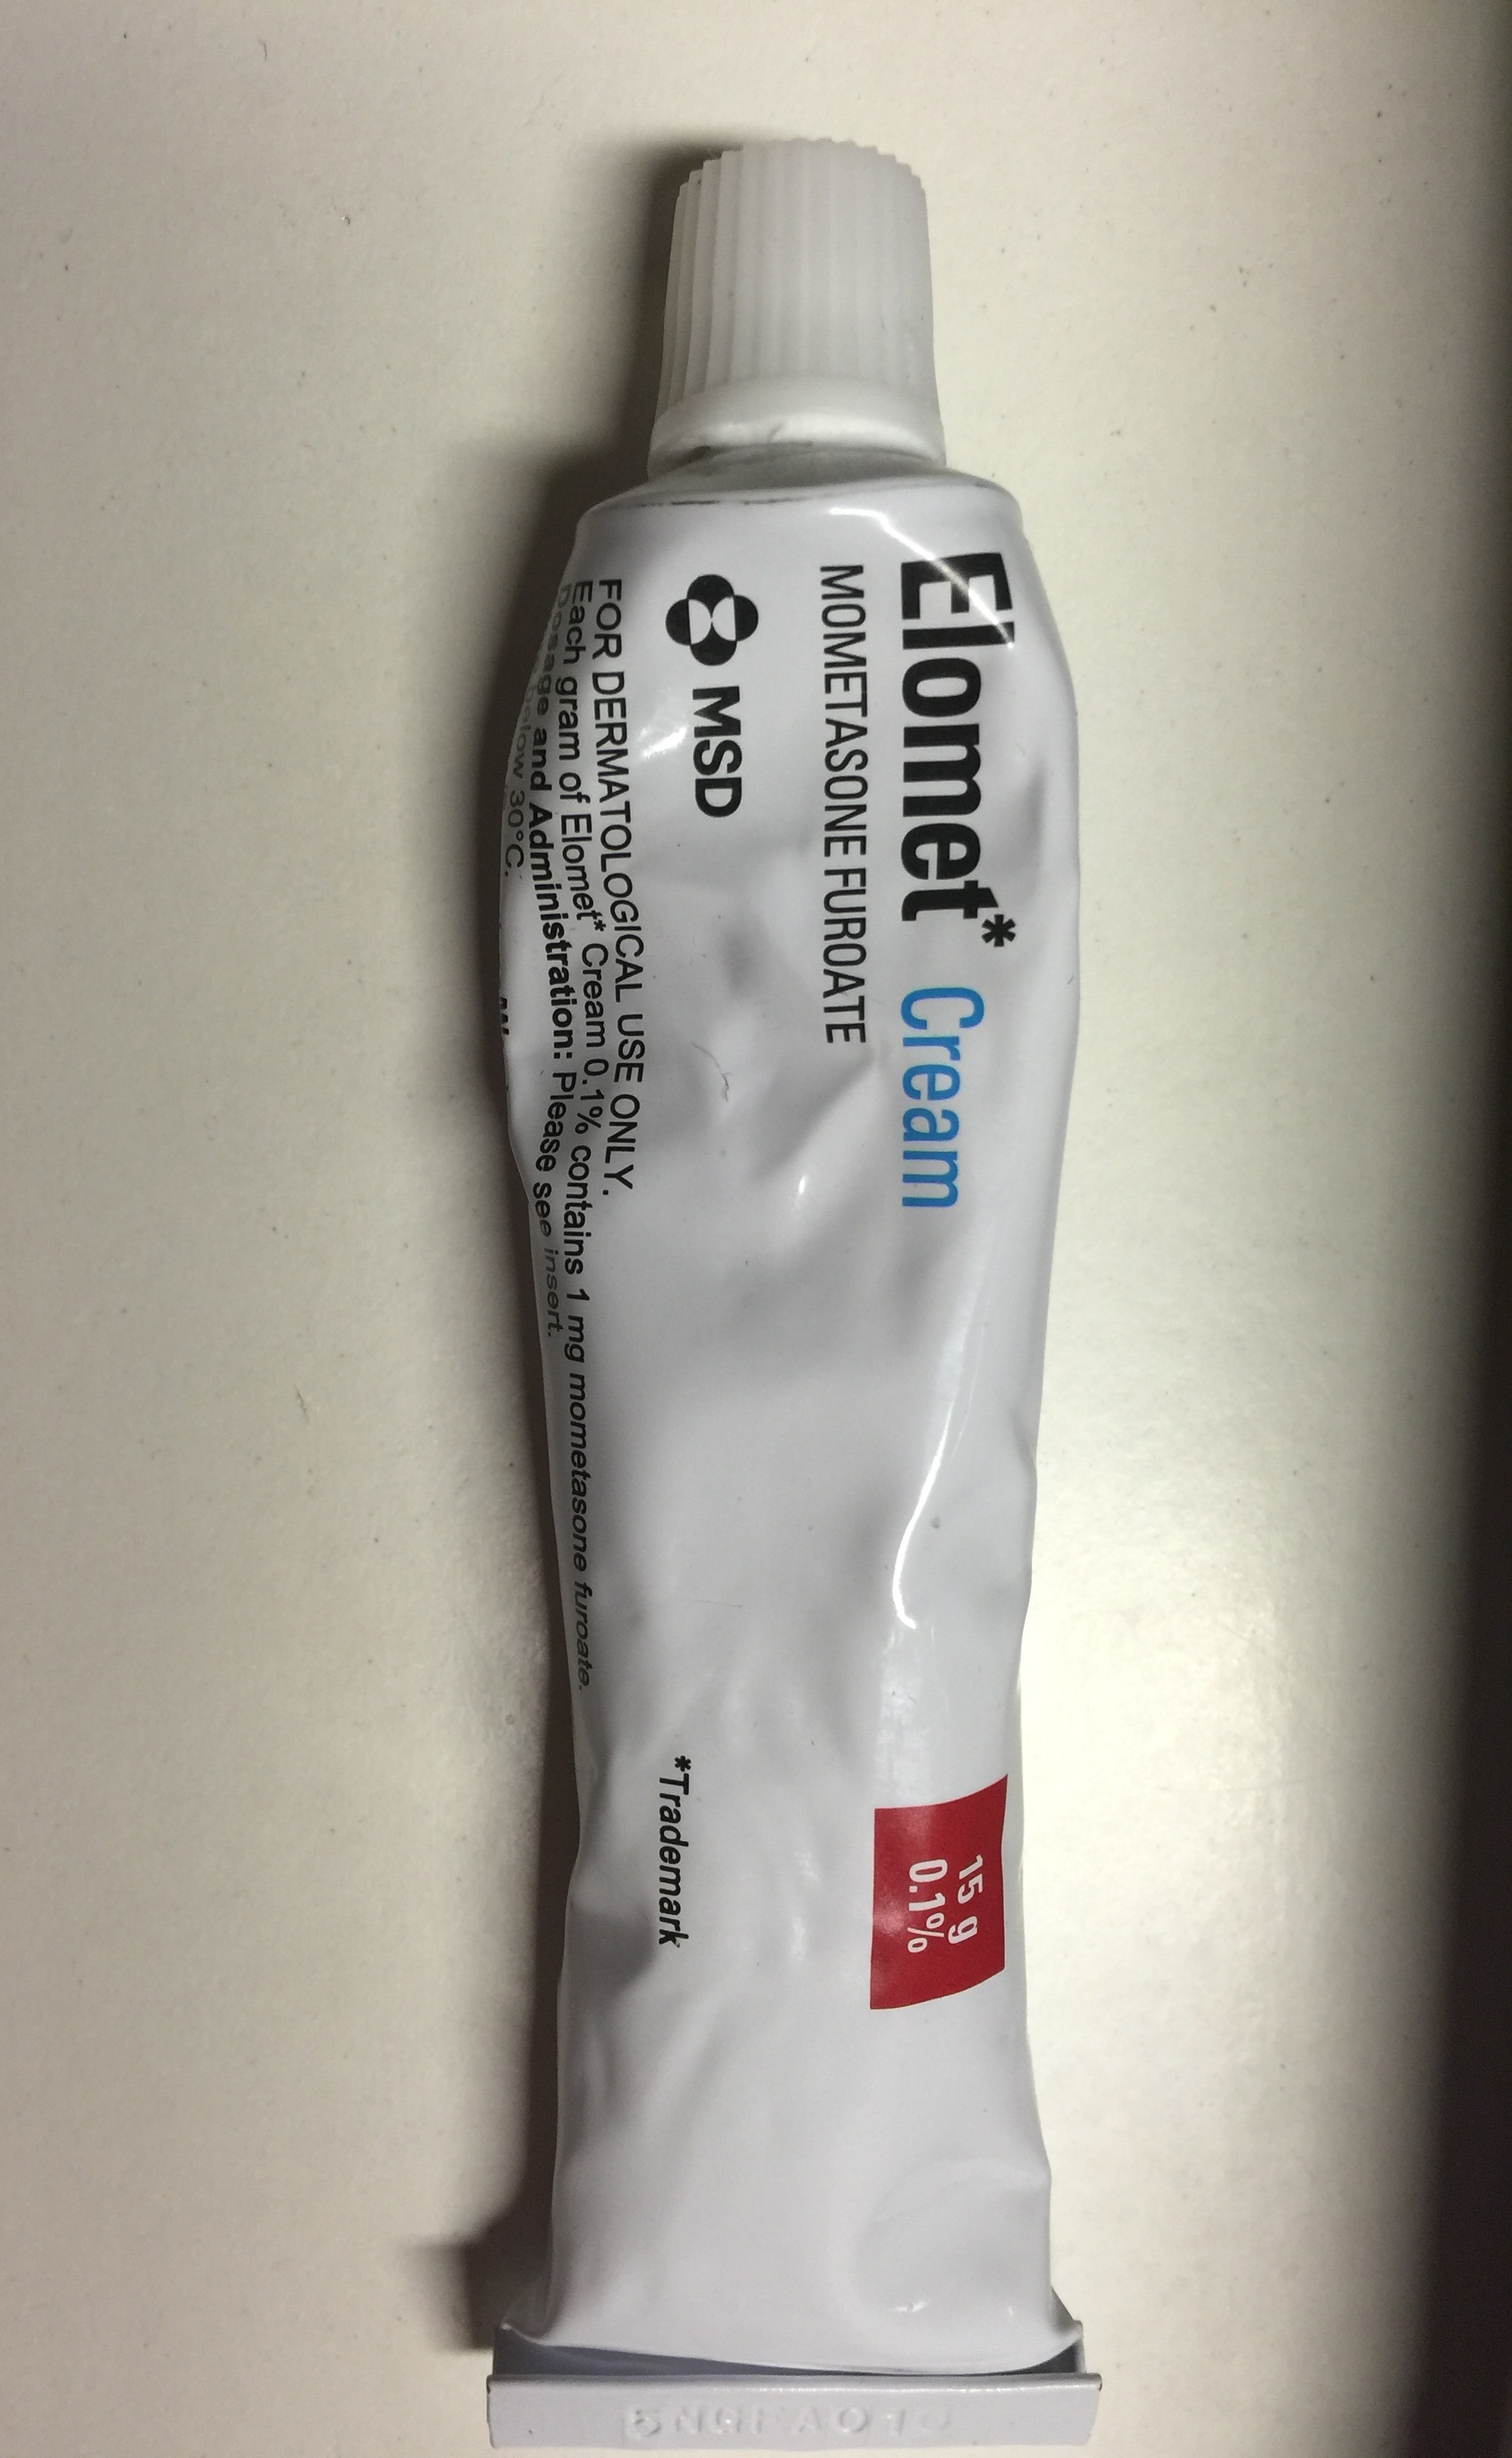 Elomet* Cream
MOMETASONE FUROATE
15 g
0.1%
MSD
*Trademark
FOR DERMATOLOGICAL USE ONLY.
Each gram of Elomet* Cream 0.1% contains 1 mg mometasone furoate.
Dosage and Administration: Please see insert.
below 30°C.